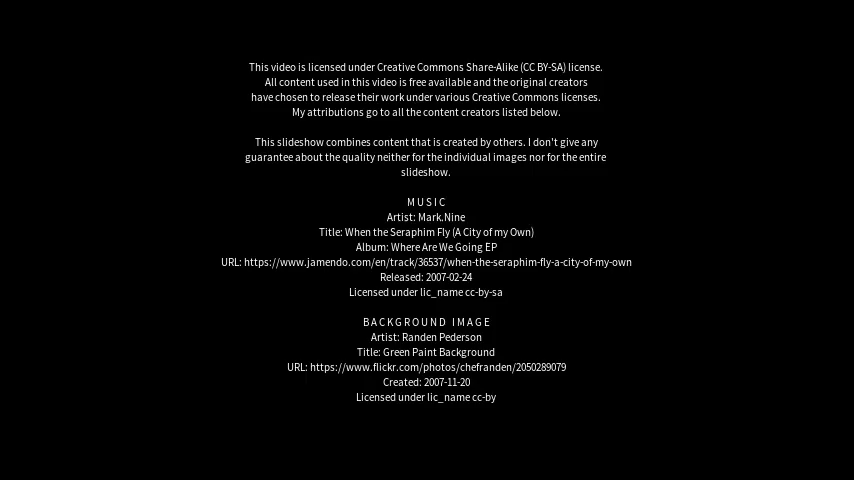 This video is licensed under Creative Commons Share-Alike (CC BY-SA) license.
All content used in this video is free available and the original creators
have chosen to release their work under various Creative Commons licenses.
My attributions go to all the content creators listed below.
This slideshow combines content that is created by others. I don't give any
guarantee about the quality neither for the individual images nor for the entire
slideshow.
MUSIC
Artist: Mark.Nine
Title: When the Seraphim Fly (A City of my Own)
Album: Where Are We Going EP
URL: https://www.jamendo.com/en/track/36537/when-the-seraphim-fly-a-city-of-my-own
Released: 2007-02-24
Licensed under lic_name cc-by-sa
BACKGROUND IMAGE
Artist: Randen Pederson
Title: Green Paint Background
URL: https://www.flickr.com/photos/chefranden/2050289079
Created: 2007-11-20
Licensed under lic_name cc-by